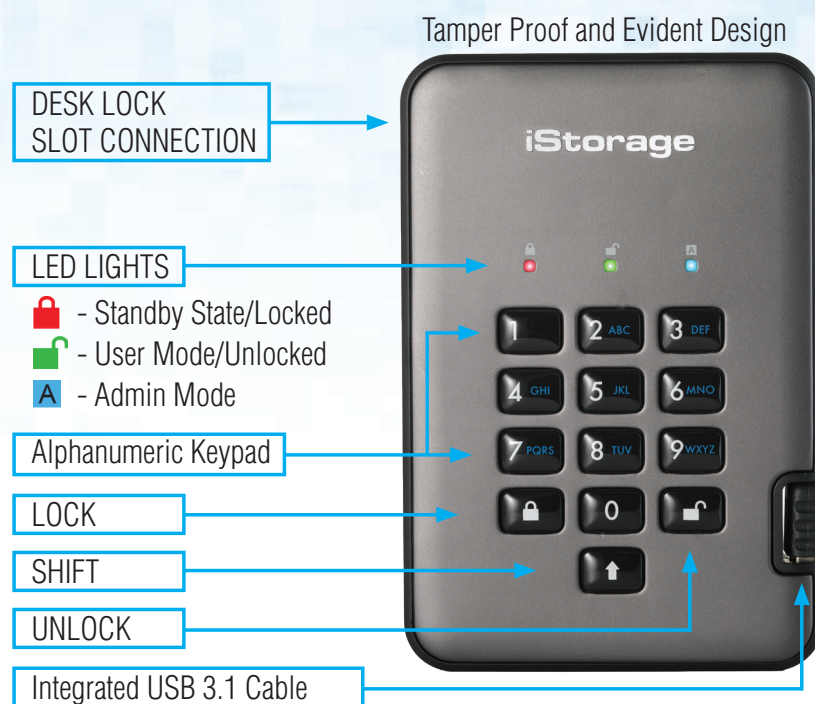 Tamper Proof and Evident Design
DESK LOCK
SLOT CONNECTION
iStorage
A
LED LIGHTS
- Standby State/Locked
- User Mode/Unlocked
A - Admin Mode
1 2 ABC 3 DEF
4 GHI 5 JKL 6 MNO
Alphanumeric Keypad
7 PQRS 8 TUV 9 WXYZ
LOCK
0
SHIFT
UNLOCK
Integrated USB 3.1 Cable